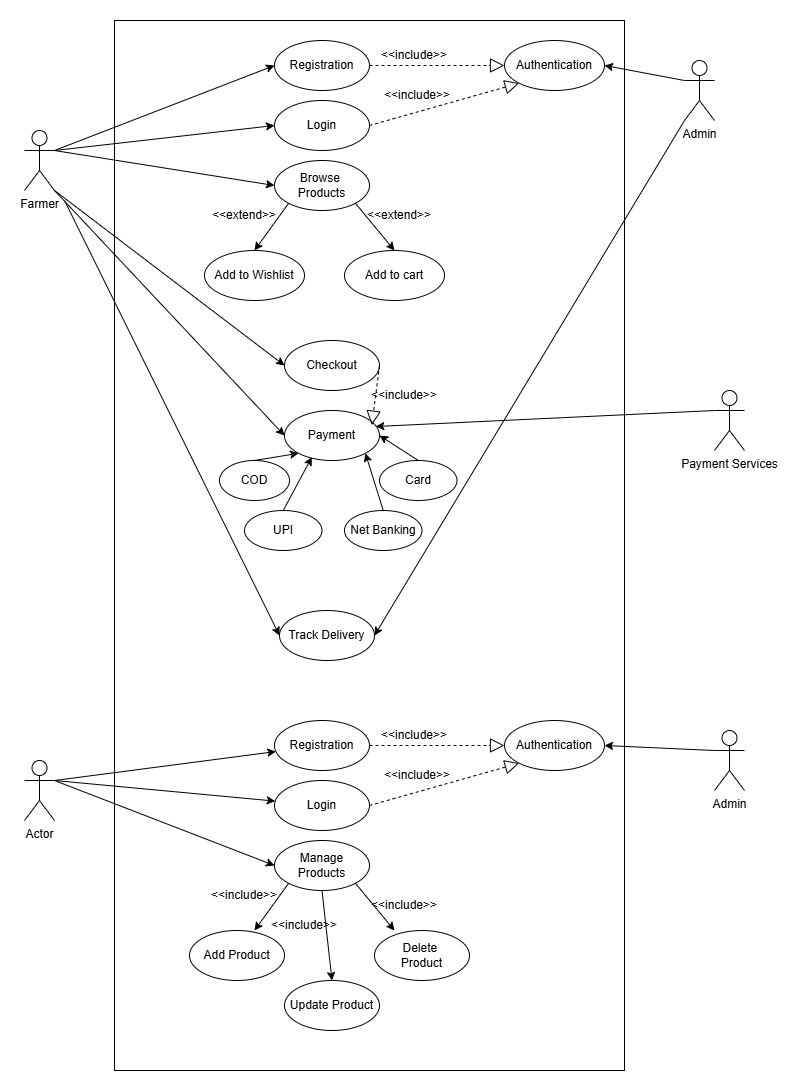 Registration
<<include>>
Authentication
<<include>>
Login
Admin
Farmer
Browse
Products
<<extend>>
<<extend>>
Add to Wishlist
Add to cart
Checkout
<<include>>
Payment
Payment Services
COD
Card
UPI
Net Banking
Track Delivery
Registration
<<include>>
Authentication
<<include>>
Login
Admin
Actor
Manage
Products
<<include>>
<<include>>
<<include>>
Add Product
Delete
Product
Update Product